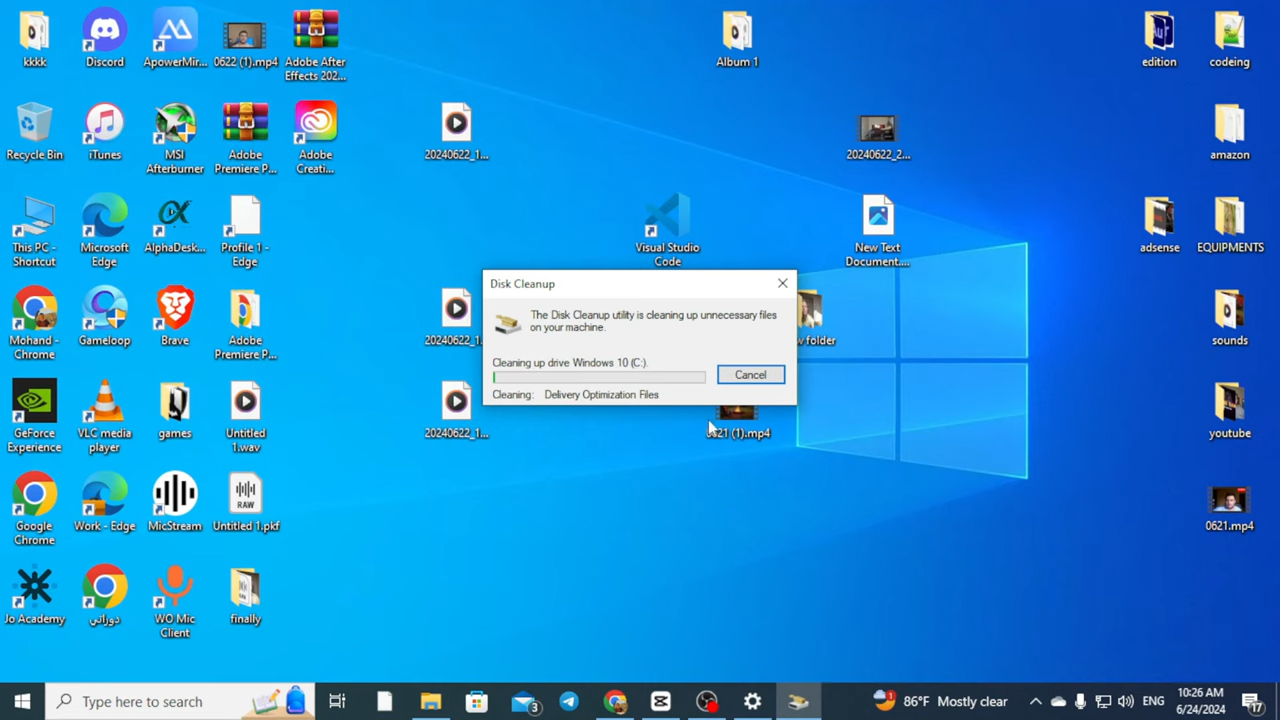 kkkk
Discord
ApowerMir...
0622 (1).mp4
Adobe After
Effects 202...
Album 1
edition
codeing
Recycle Bin
iTunes
MSI
Afterburner
Adobe
Premiere P...
Adobe
Creati...
20240622_1...
20240622_2...
amazon
This PC -
Shortcut
Microsoft
Edge
AlphaDesk...
Profile 1 -
Edge
Visual Studio
Code
New Text
Document....
adsense
EQUIPMENTS
Disk Cleanup
The Disk Cleanup utility is cleaning up unnecessary files
on your machine.
Cleaning up drive Windows 10 (C:).
Cancel
Cleaning: Delivery Optimization Files
Mohand -
Chrome
Gameloop
Brave
Adobe
Premiere P...
folder
sounds
GeForce
Experience
VLC media
player
games
Untitled
1.wav
20240622_1...
0621 (1).mp4
youtube
Google
Chrome
Work - Edge
MicStream
RAW
Untitled 1.pkf
0621.mp4
Jo Academy
دوراتي
WO Mic
Client
finally
Type here to search
3
1
86°F Mostly clear
ENG
10:26 AM
6/24/2024
17